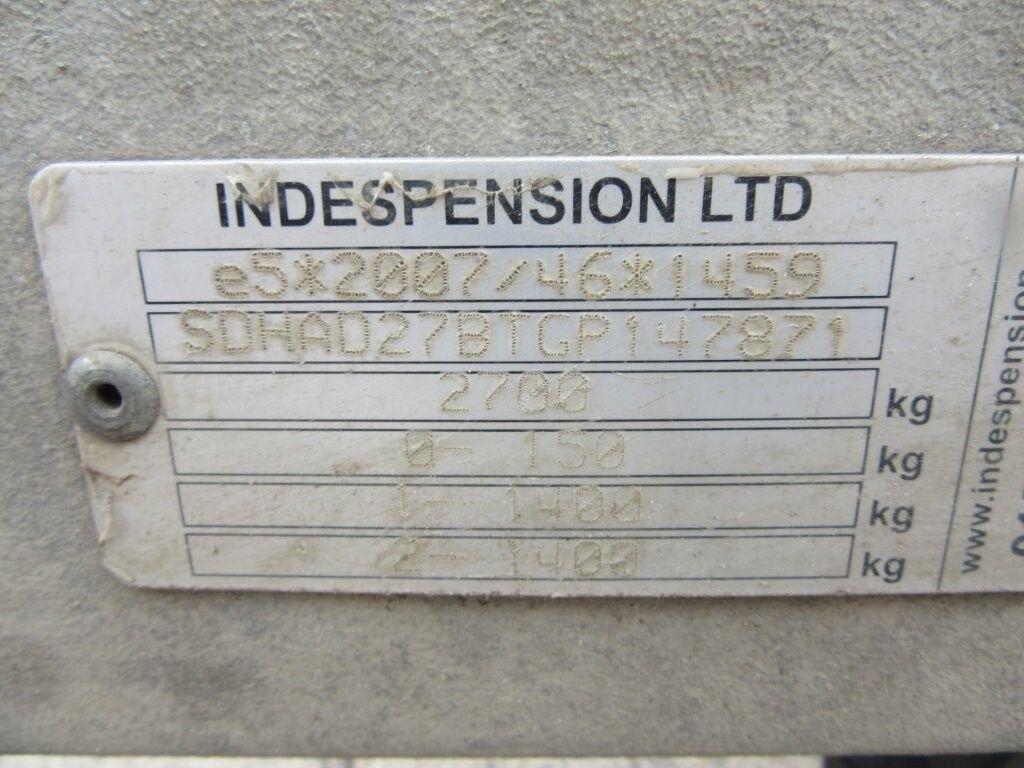 INDESPENSION LTD
e5*2007/46*1459
SDHAD27BTGP147871
2700 kg
0- 150 kg
1- 1400 kg
2- 1400 kg
www.indespension